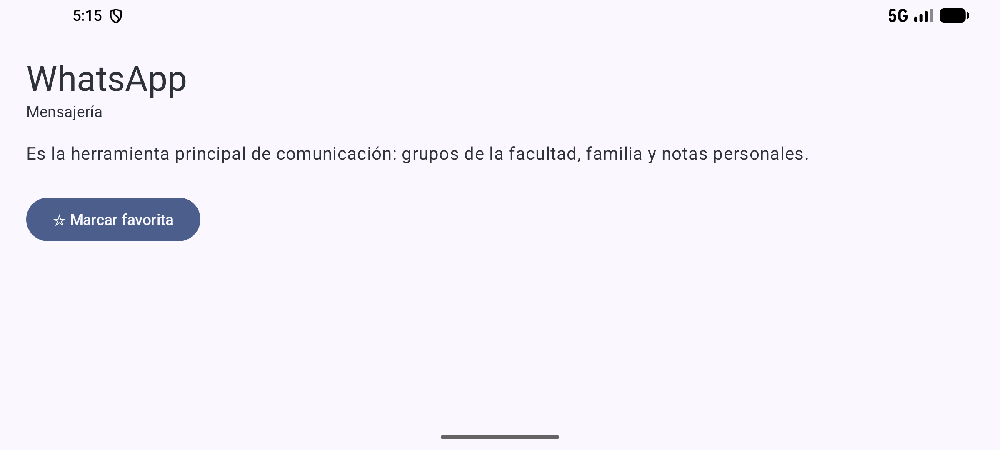 5:15 5G
WhatsApp
Mensajería
Es la herramienta principal de comunicación: grupos de la facultad, familia y notas personales.
☆ Marcar favorita